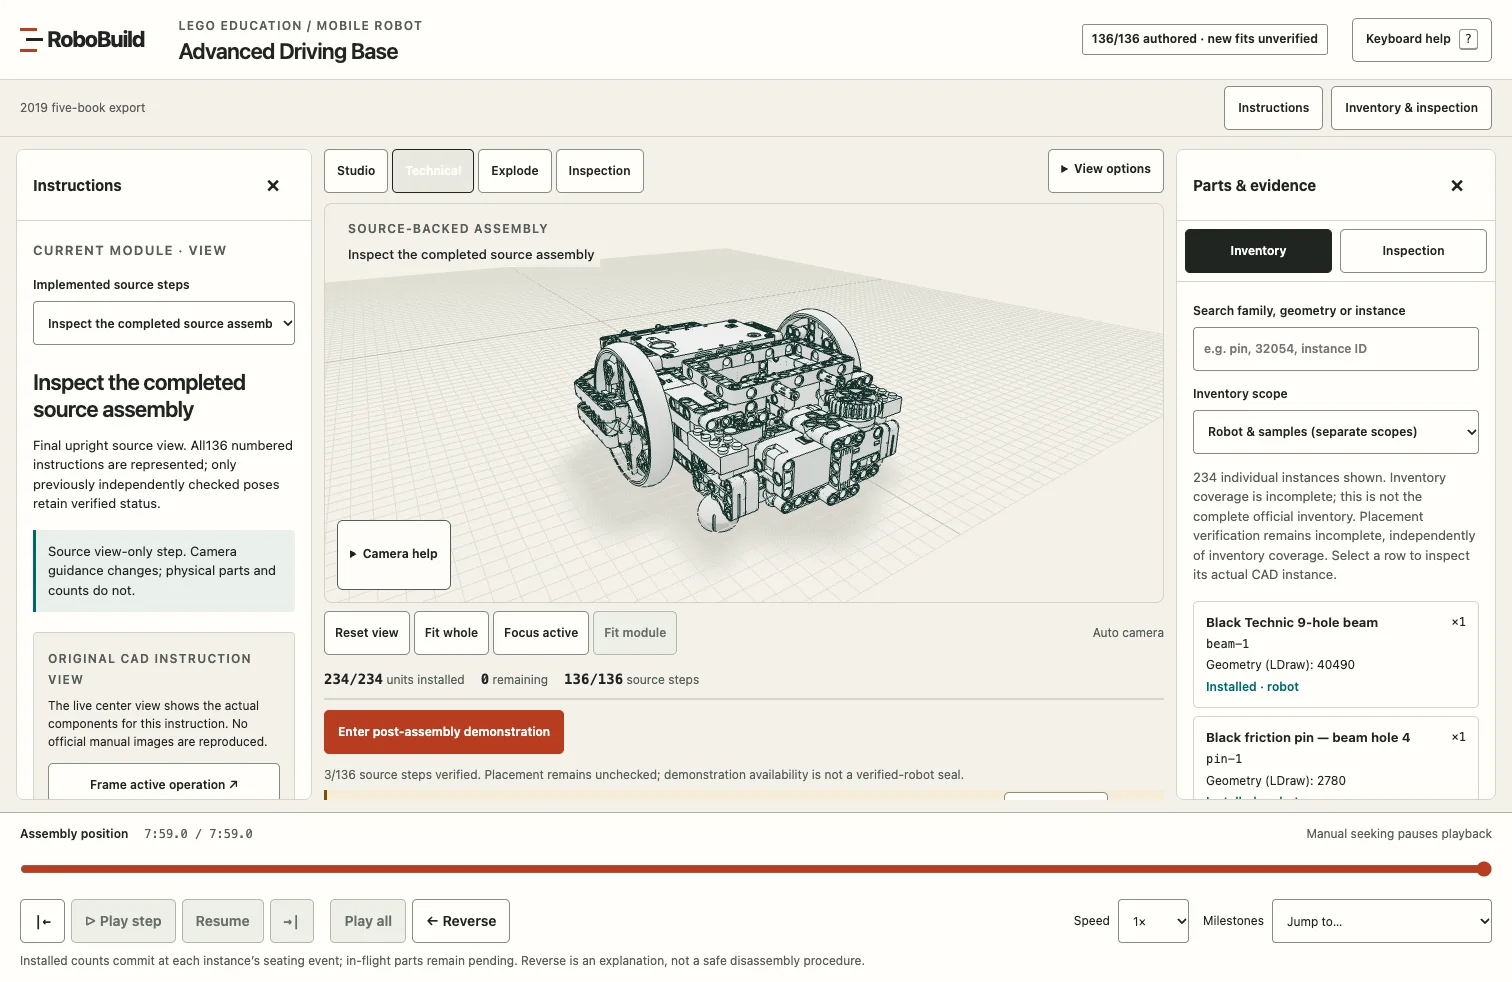 RoboBuild
LEGO EDUCATION / MOBILE ROBOT
Advanced Driving Base
136/136 authored · new fits unverified
Keyboard help ?
2019 five-book export
Instructions
Inventory & inspection
Instructions
CURRENT MODULE · VIEW
Implemented source steps
Inspect the completed source assemb
Inspect the completed
source assembly
Final upright source view. All136 numbered
instructions are represented; only
previously independently checked poses
retain verified status.
Source view-only step. Camera
guidance changes; physical parts and
counts do not.
ORIGINAL CAD INSTRUCTION
VIEW
The live center view shows the actual
components for this instruction. No
official manual images are reproduced.
Frame active operation ↗
Studio
Technical
Explode
Inspection
View options
SOURCE-BACKED ASSEMBLY
Inspect the completed source assembly
Camera help
Reset view
Fit whole
Focus active
Fit module
Auto camera
234/234 units installed 0 remaining 136/136 source steps
Enter post-assembly demonstration
3/136 source steps verified. Placement remains unchecked; demonstration availability is not a verified-robot seal.
Parts & evidence
Inventory
Inspection
Search family, geometry or instance
e.g. pin, 32054, instance ID
Inventory scope
Robot & samples (separate scopes)
234 individual instances shown. Inventory
coverage is incomplete; this is not the
complete official inventory. Placement
verification remains incomplete, independently
of inventory coverage. Select a row to inspect
its actual CAD instance.
Black Technic 9-hole beam ×1
beam-1
Geometry (LDraw): 40490
Installed · robot
Black friction pin — beam hole 4 ×1
pin-1
Geometry (LDraw): 2780
Assembly position 7:59.0 / 7:59.0
Manual seeking pauses playback
|←
▷ Play step
Resume
→|
Play all
← Reverse
Speed
1×
Milestones
Jump to…
Installed counts commit at each instance's seating event; in-flight parts remain pending. Reverse is an explanation, not a safe disassembly procedure.